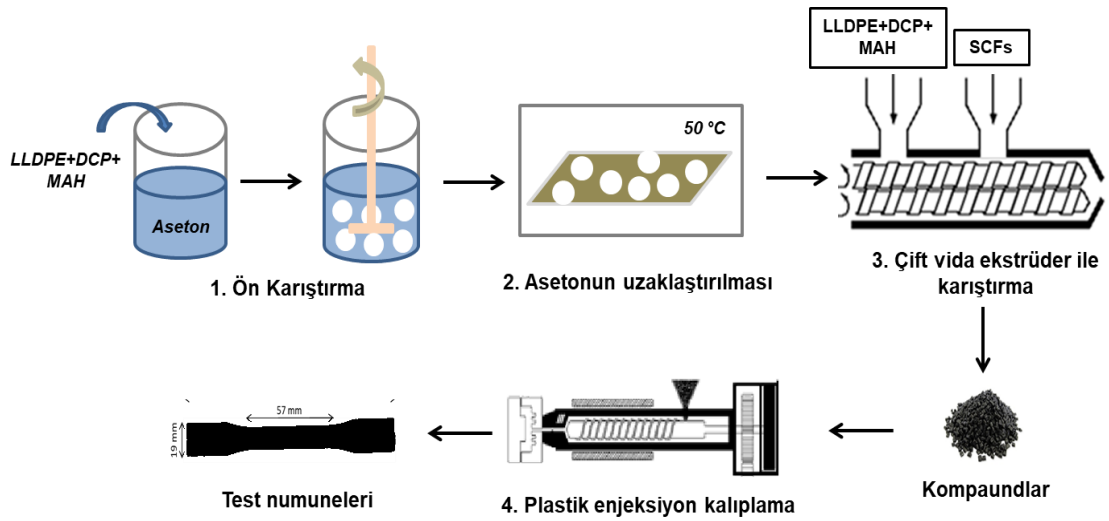 LLDPE+DCP+
MAH
Aseton
1. Ön Karıştırma
50 °C
2. Asetonun uzaklaştırılması
LLDPE+DCP+
MAH
SCFs
3. Çift vida ekstrüder ile
karıştırma
Kompaundlar
4. Plastik enjeksiyon kalıplama
57 mm
19 mm
Test numuneleri